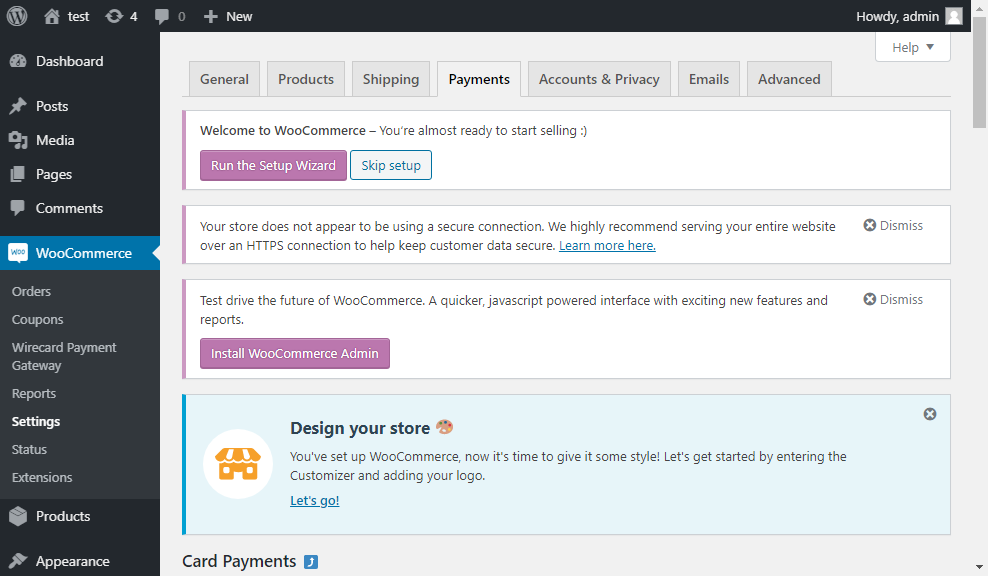 test
4
0
New
Howdy, admin
Help
Dashboard
Posts
Media
Pages
Comments
WOO
WooCommerce
Orders
Coupons
Wirecard Payment
Gateway
Reports
Settings
Status
Extensions
Products
Appearance
General
Products
Shipping
Payments
Accounts & Privacy
Emails
Advanced
Welcome to WooCommerce – You're almost ready to start selling :)
Run the Setup Wizard
Skip setup
Your store does not appear to be using a secure connection. We highly recommend serving your entire website
over an HTTPS connection to help keep customer data secure. Learn more here.
Dismiss
Test drive the future of WooCommerce. A quicker, javascript powered interface with exciting new features and
reports.
Dismiss
Install WooCommerce Admin
Design your store
You've set up WooCommerce, now it's time to give it some style! Let's get started by entering the
Customizer and adding your logo.
Let's go!
Card Payments